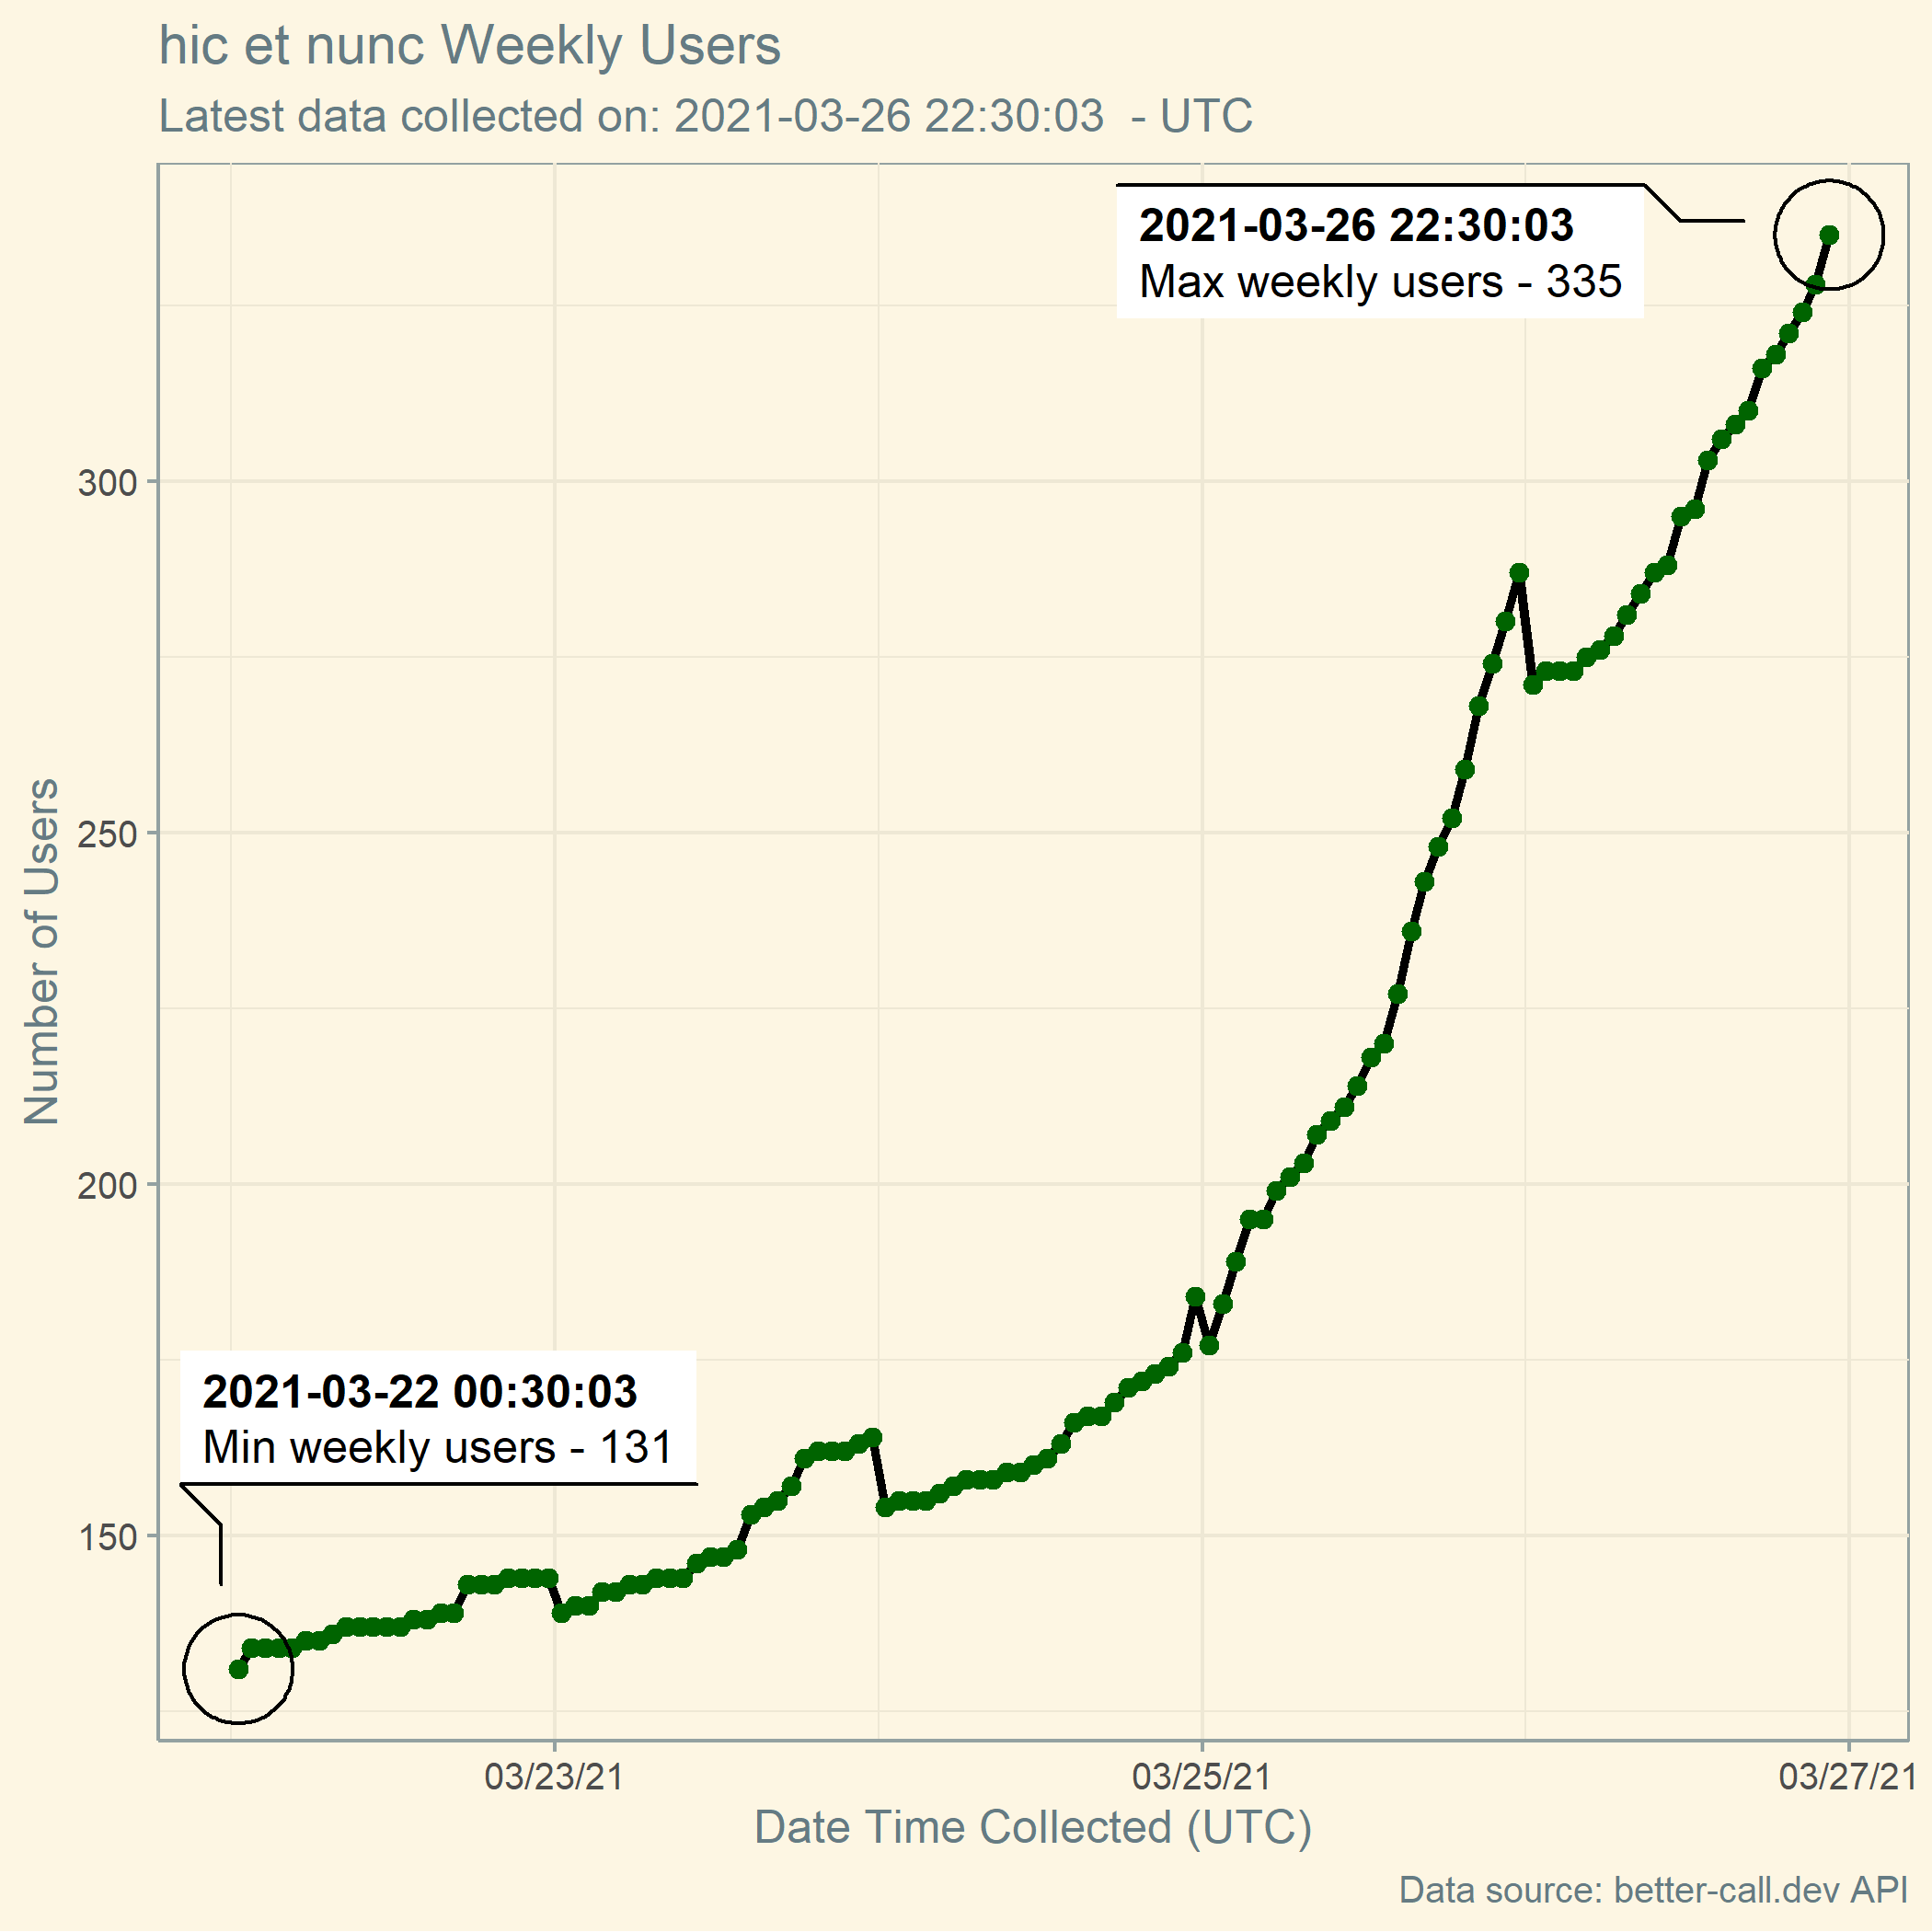 hic et nunc Weekly Users
Latest data collected on: 2021-03-26 22:30:03  - UTC
2021-03-26 22:30:03
Max weekly users - 335
300
250
200
150
Number of Users
2021-03-22 00:30:03
Min weekly users - 131
03/23/21
03/25/21
03/27/21
Date Time Collected (UTC)
Data source: better-call.dev API